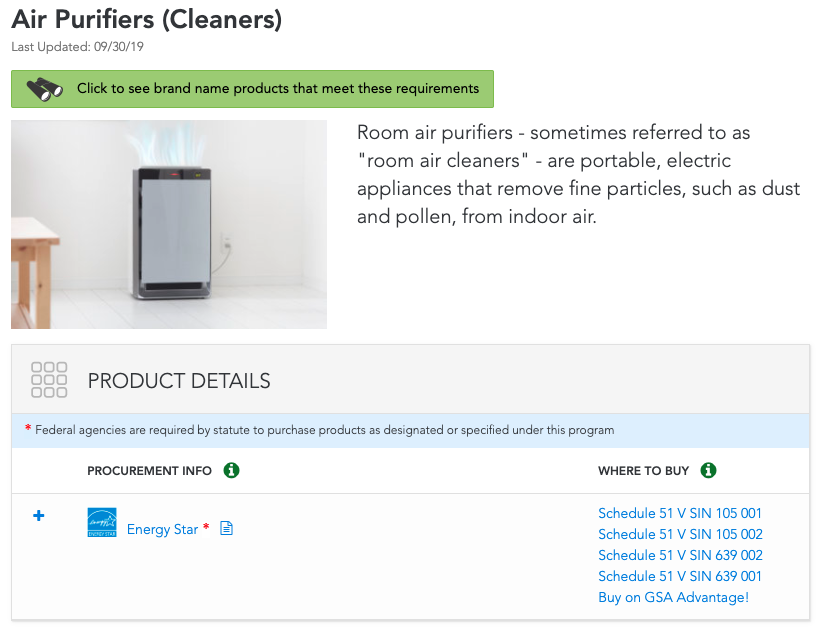 Air Purifiers (Cleaners)
Last Updated: 09/30/19
Click to see brand name products that meet these requirements
Room air purifiers - sometimes referred to as
"room air cleaners" - are portable, electric
appliances that remove fine particles, such as dust
and pollen, from indoor air.
PRODUCT DETAILS
* Federal agencies are required by statute to purchase products as designated or specified under this program
PROCUREMENT INFO
WHERE TO BUY
ENERGY STAR
Energy Star *
Schedule 51 V SIN 105 001
Schedule 51 V SIN 105 002
Schedule 51 V SIN 639 002
Schedule 51 V SIN 639 001
Buy on GSA Advantage!